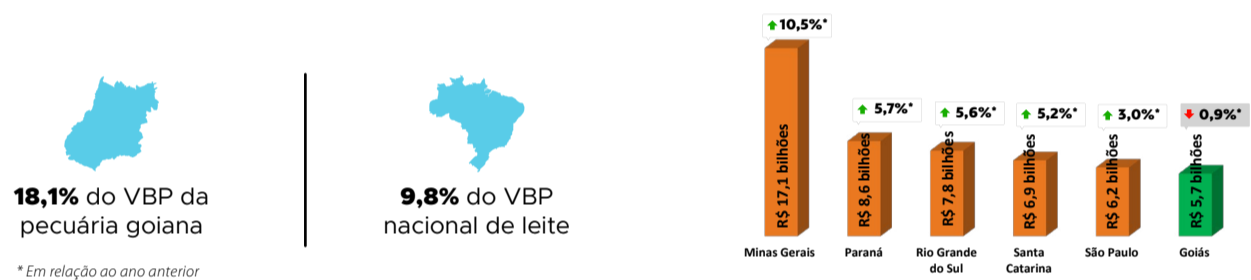 18,1% do VBP da
pecuária goiana
9,8% do VBP
nacional de leite
* Em relação ao ano anterior
10,5%*
5,7%*
5,6%*
5,2%*
3,0%*
0,9%*
R$ 17,1 bilhões
R$ 8,6 bilhões
R$ 7,8 bilhões
R$ 6,9 bilhões
R$ 6,2 bilhões
R$ 5,7 bilhões
Minas Gerais
Paraná
Rio Grande
do Sul
Santa
Catarina
São Paulo
Goiás